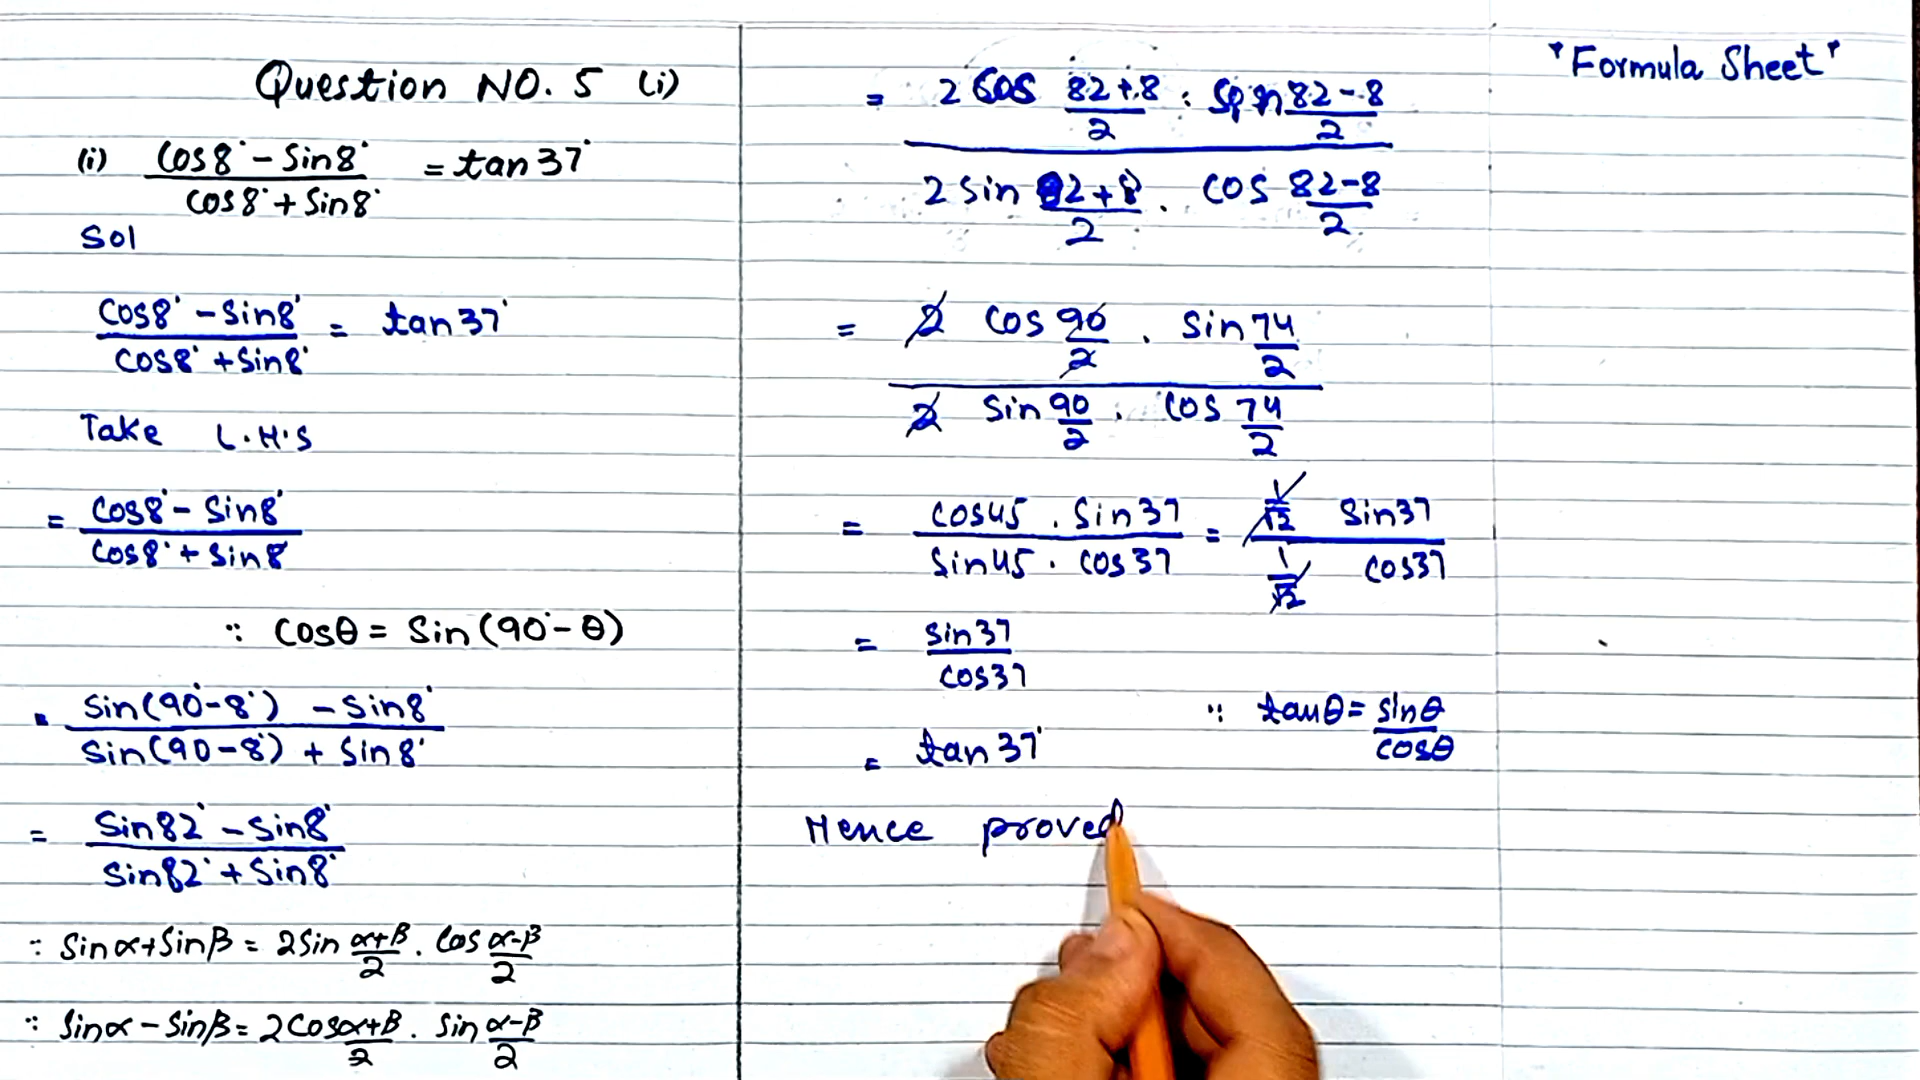 Question NO. 5 (i)
(i) Cos8° - Sin8° / Cos8° + Sin8° = tan37°
Sol
Cos8° - Sin8° / Cos8° + Sin8° = tan37°
Take L.H.S
= Cos8° - Sin8° / Cos8° + Sin8°
∵ Cosθ = Sin(90° - θ)
= Sin(90°-8°) - Sin8° / Sin(90-8°) + Sin8°
= Sin82° - Sin8° / Sin82° + Sin8°
∵ Sinα + Sinβ = 2Sin α+β/2 . Cos α-β/2
∵ Sinα - Sinβ = 2Cos α+β/2 . Sin α-β/2
= 2 Cos 82+8/2 . Sin 82-8/2 / 2 Sin 82+8/2 . Cos 82-8/2
= 2 Cos 90/2 . Sin 74/2 / 2 Sin 90/2 . Cos 74/2
= Cos45 . Sin37 / Sin45 . Cos37 = 1/√2 Sin37 / 1/√2 Cos37
= Sin37 / Cos37
∵ tanθ = Sinθ / Cosθ
= tan37°
Hence proved
"Formula Sheet"